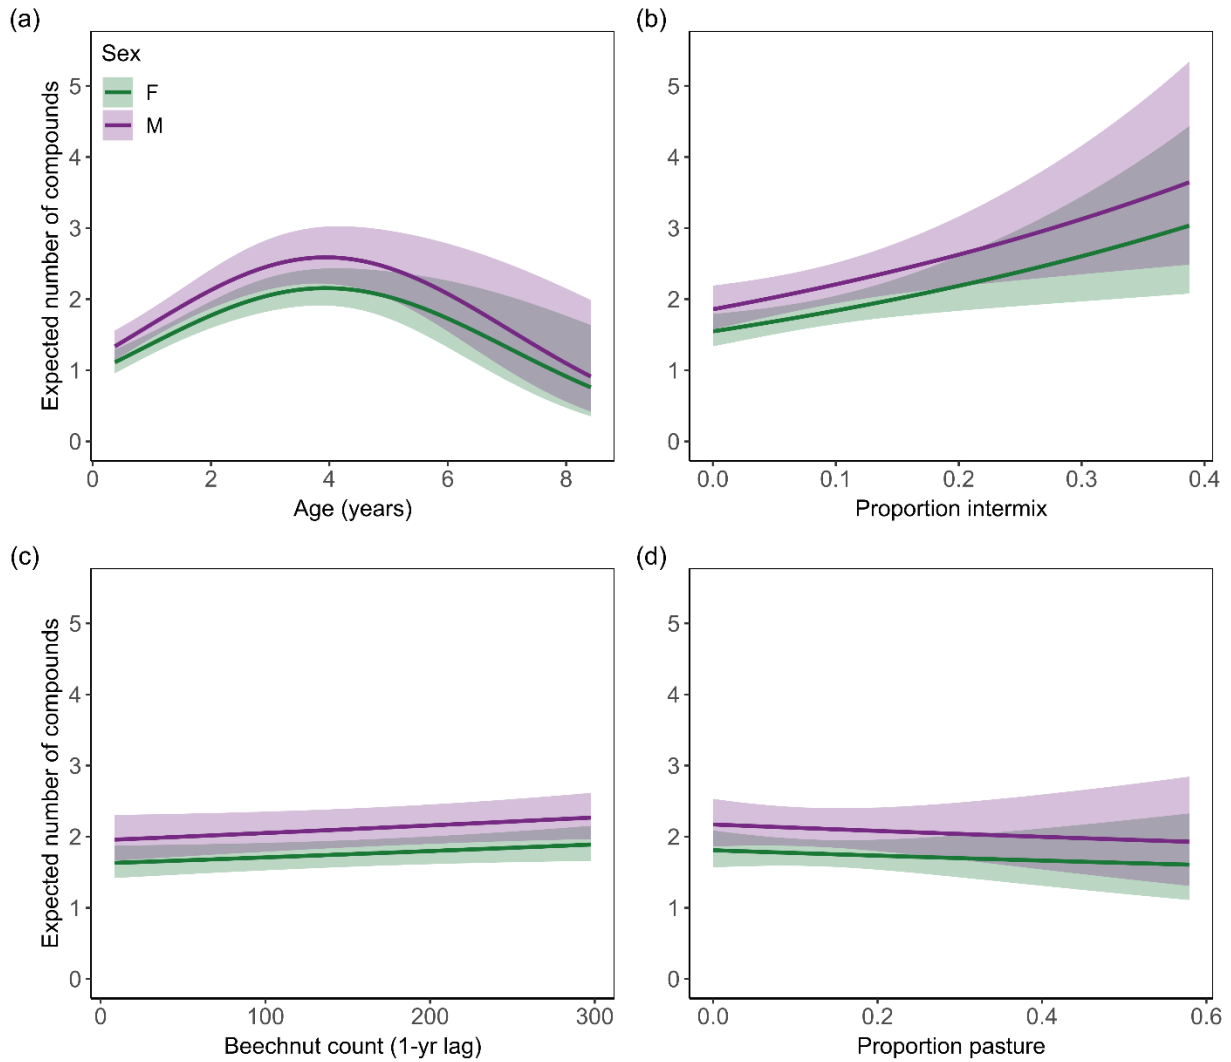 (a)
Sex
F
M
Expected number of compounds
5
4
3
2
1
0
0 2 4 6 8
Age (years)
(b)
5
4
3
2
1
0
0.0 0.1 0.2 0.3 0.4
Proportion intermix
(c)
Expected number of compounds
5
4
3
2
1
0
0 100 200 300
Beechnut count (1-yr lag)
(d)
5
4
3
2
1
0
0.0 0.2 0.4 0.6
Proportion pasture